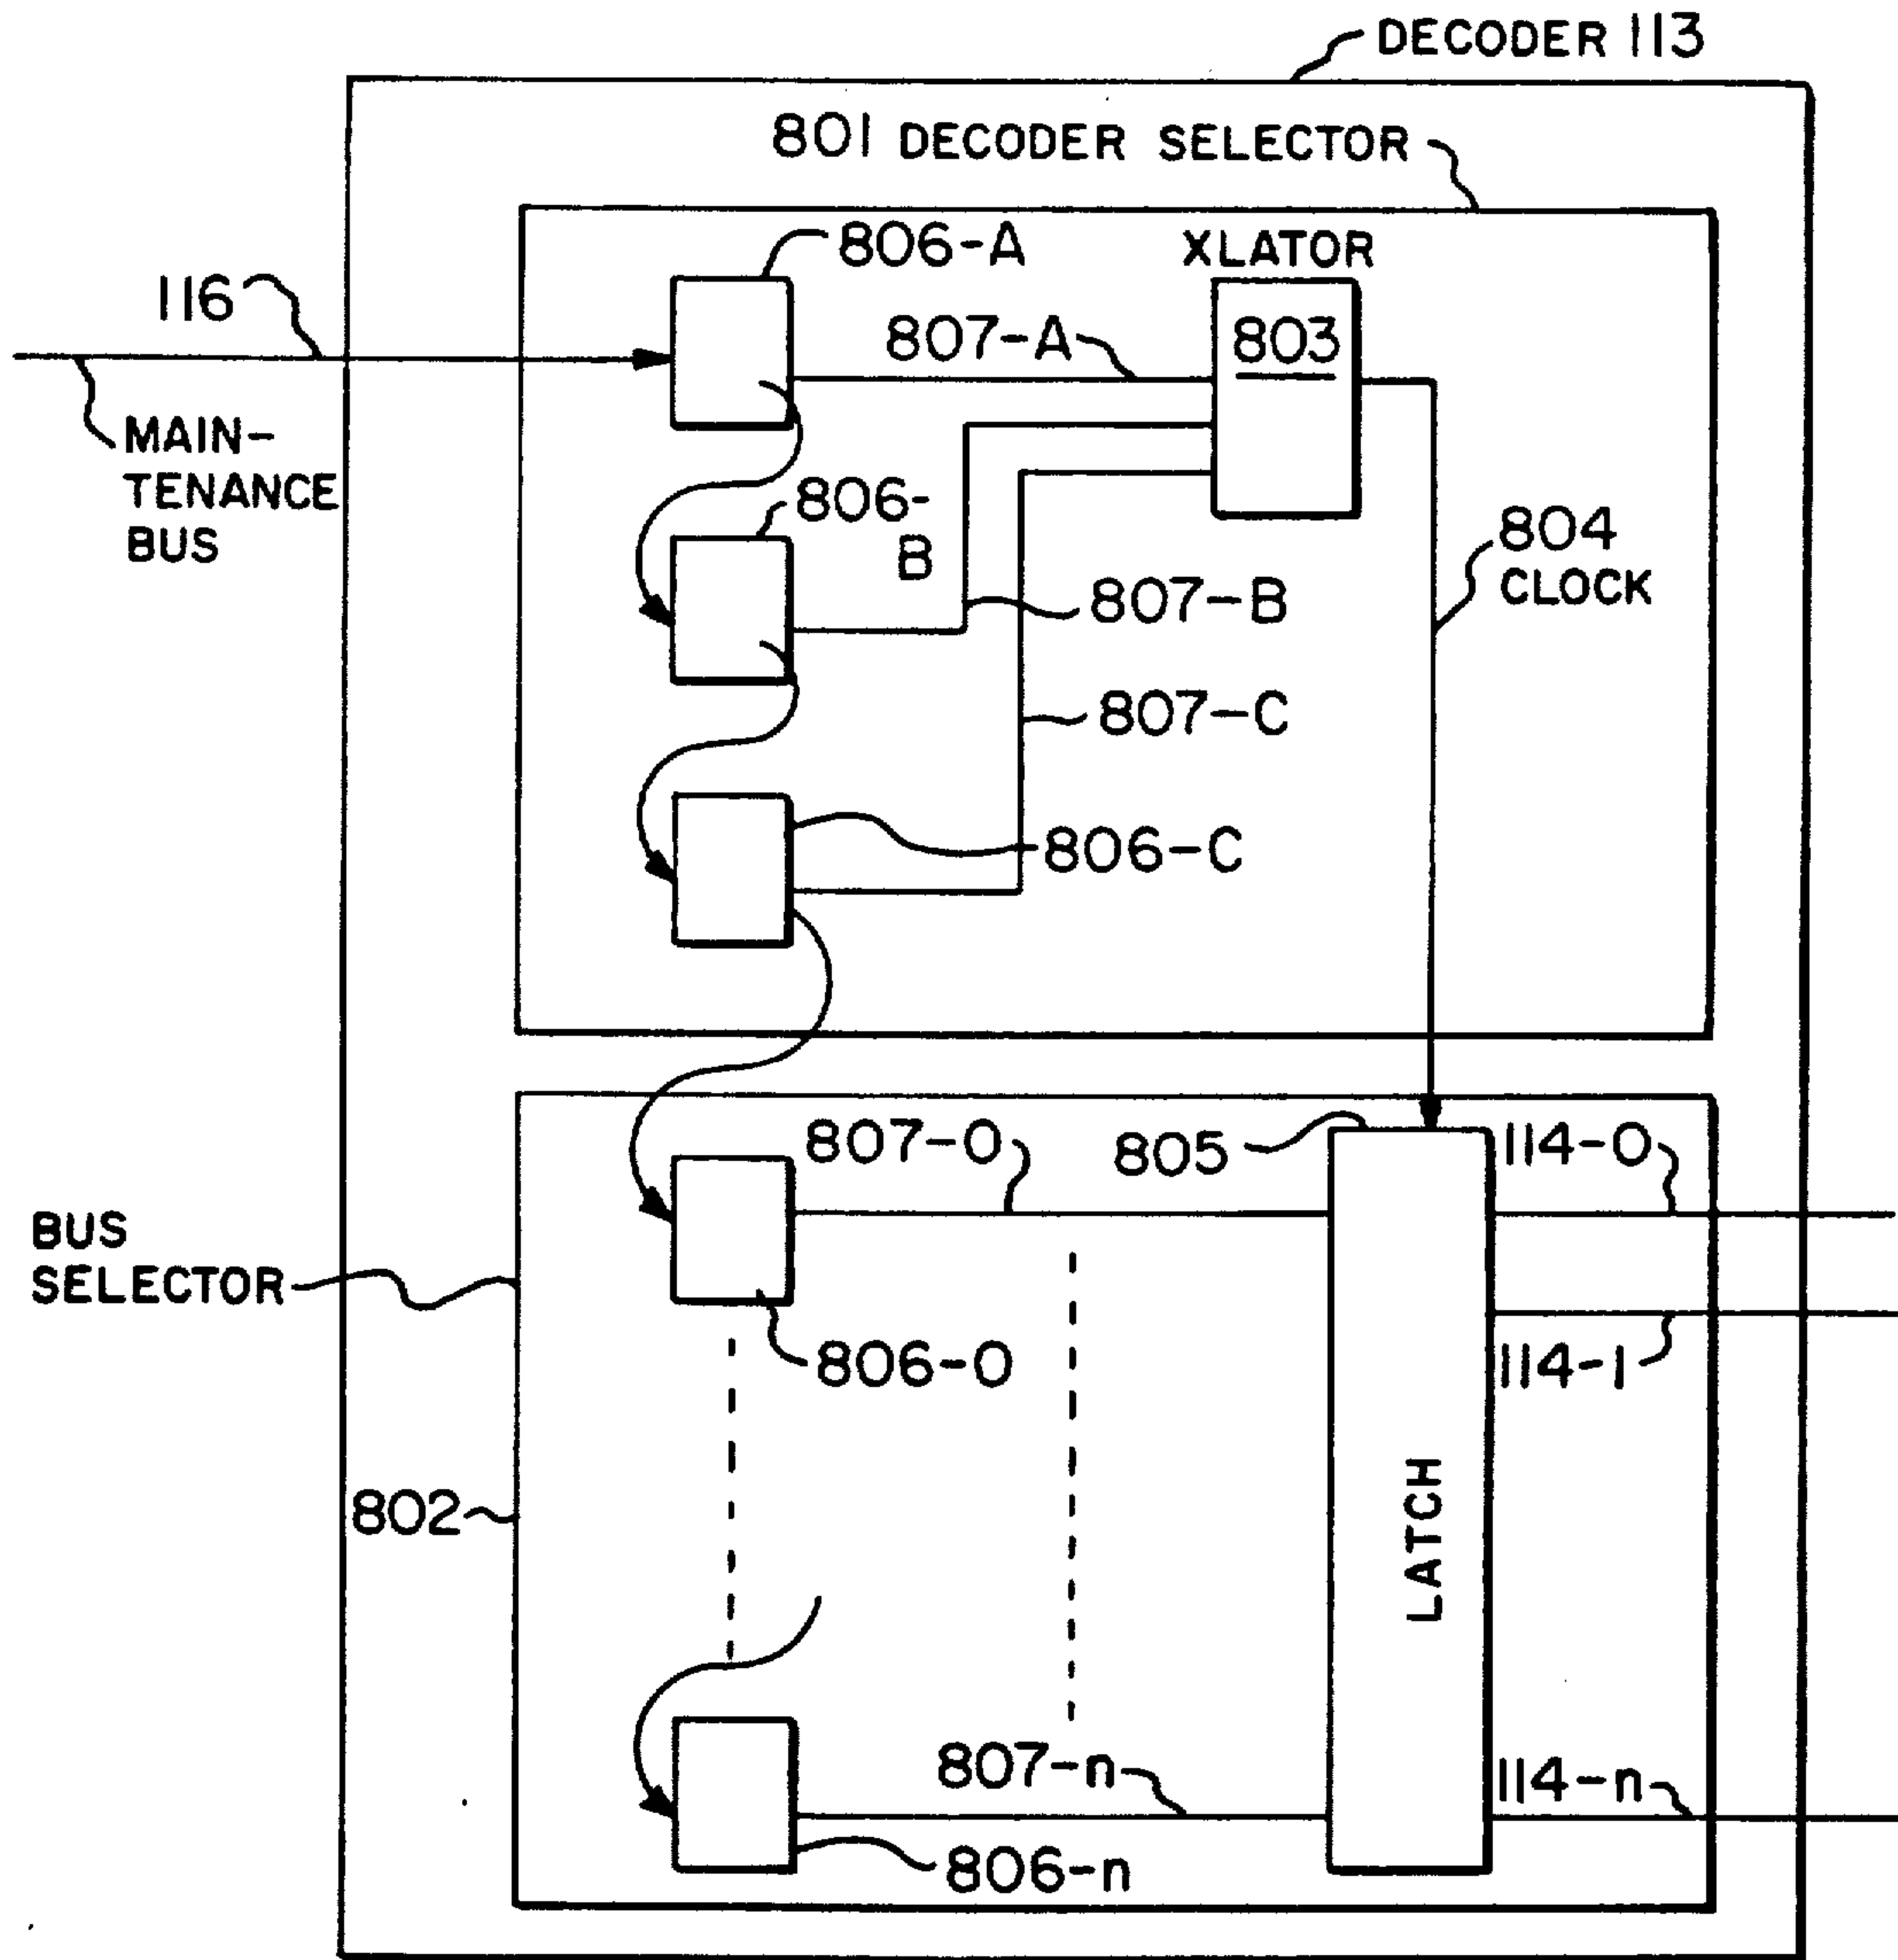 DECODER 113
801 DECODER SELECTOR
806-A
XLATOR
116
807-A
803
MAIN-
TENANCE
BUS
806-
B
804
CLOCK
807-B
807-C
806-C
807-0
805
114-0
BUS
SELECTOR
806-0
114-1
802
LATCH
807-n
114-n
806-n